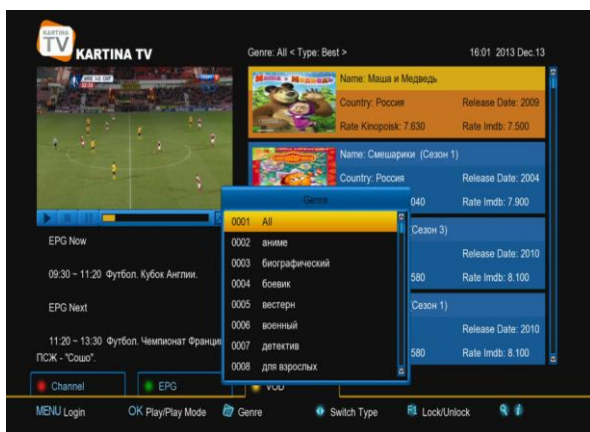 KARTINA
TV
KARTINA TV
Genre: All < Type: Best >
16:01 2013 Dec.13
Name: Маша и Медведь
Country: Россия
Release Date: 2009
Rate Kinopoisk: 7.630
Rate Imdb: 7.500
Name: Смешарики (Сезон 1)
Country: Россия
Release Date: 2004
040
Rate Imdb: 7.900
Сезон 3)
Release Date: 2010
580
Rate Imdb: 8.100
Сезон 1)
Release Date: 2010
580
Rate Imdb: 8.100
Genre
0001 All
0002 аниме
0003 биографический
0004 боевик
0005 вестерн
0006 военный
0007 детектив
0008 для взрослых
EPG Now
09:30 ~ 11:20 Футбол. Кубок Англии.
EPG Next
11:20 ~ 13:30 Футбол. Чемпионат Франци
ПСЖ - "Сошо".
Channel
EPG
VOD
MENU Login
OK Play/Play Mode
Genre
Switch Type
F1 Lock/Unlock